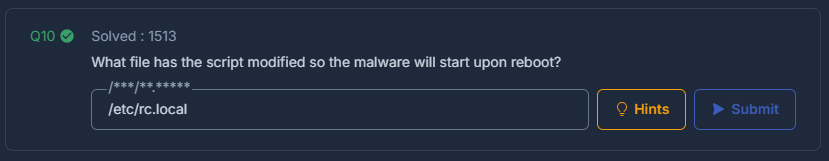 Q10 Solved : 1513
What file has the script modified so the malware will start upon reboot?
/***/**.*****
/etc/rc.local Hints Submit